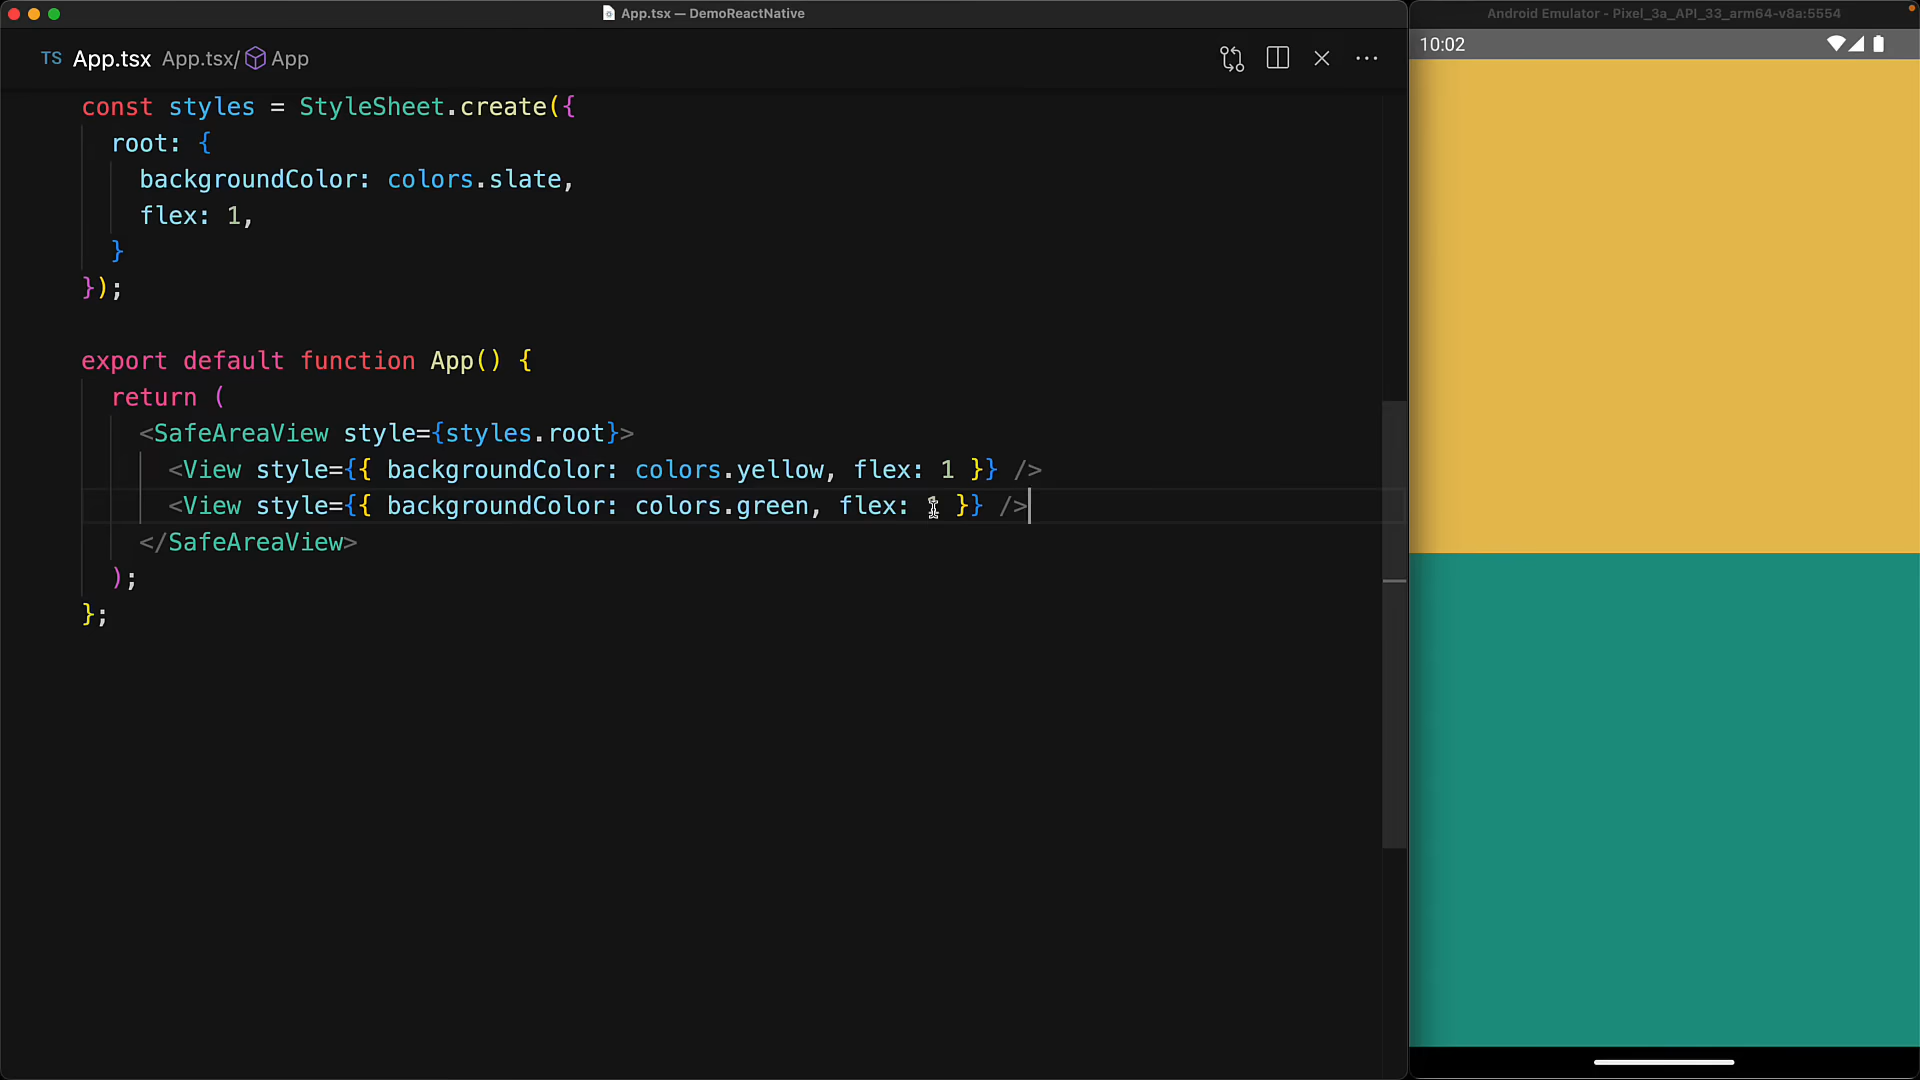 App.tsx — DemoReactNative
Android Emulator - Pixel_3a_API_33_arm64-v8a:5554
TS App.tsx App.tsx/ App
10:02
const styles = StyleSheet.create({
root: {
backgroundColor: colors.slate,
flex: 1,
}
});
export default function App() {
return (
<SafeAreaView style={styles.root}>
<View style={{ backgroundColor: colors.yellow, flex: 1 }} />
<View style={{ backgroundColor: colors.green, flex: 1 }} />
</SafeAreaView>
);
};